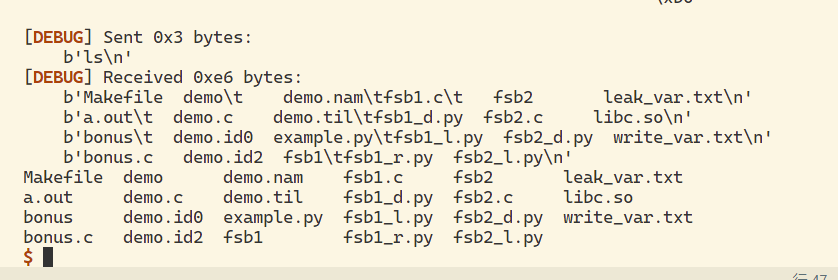 [DEBUG] Sent 0x3 bytes:
    b'ls\n'
[DEBUG] Received 0xe6 bytes:
    b'Makefile  demo\t    demo.nam\tfsb1.c\t   fsb2       leak_var.txt\n'
    b'a.out\t  demo.c    demo.til\tfsb1_d.py  fsb2.c     libc.so\n'
    b'bonus\t  demo.id0  example.py\tfsb1_l.py  fsb2_d.py  write_var.txt\n'
    b'bonus.c   demo.id2  fsb1\tfsb1_r.py  fsb2_l.py\n'
Makefile  demo      demo.nam    fsb1.c     fsb2       leak_var.txt
a.out     demo.c    demo.til    fsb1_d.py  fsb2.c     libc.so
bonus     demo.id0  example.py  fsb1_l.py  fsb2_d.py  write_var.txt
bonus.c   demo.id2  fsb1        fsb1_r.py  fsb2_l.py
$